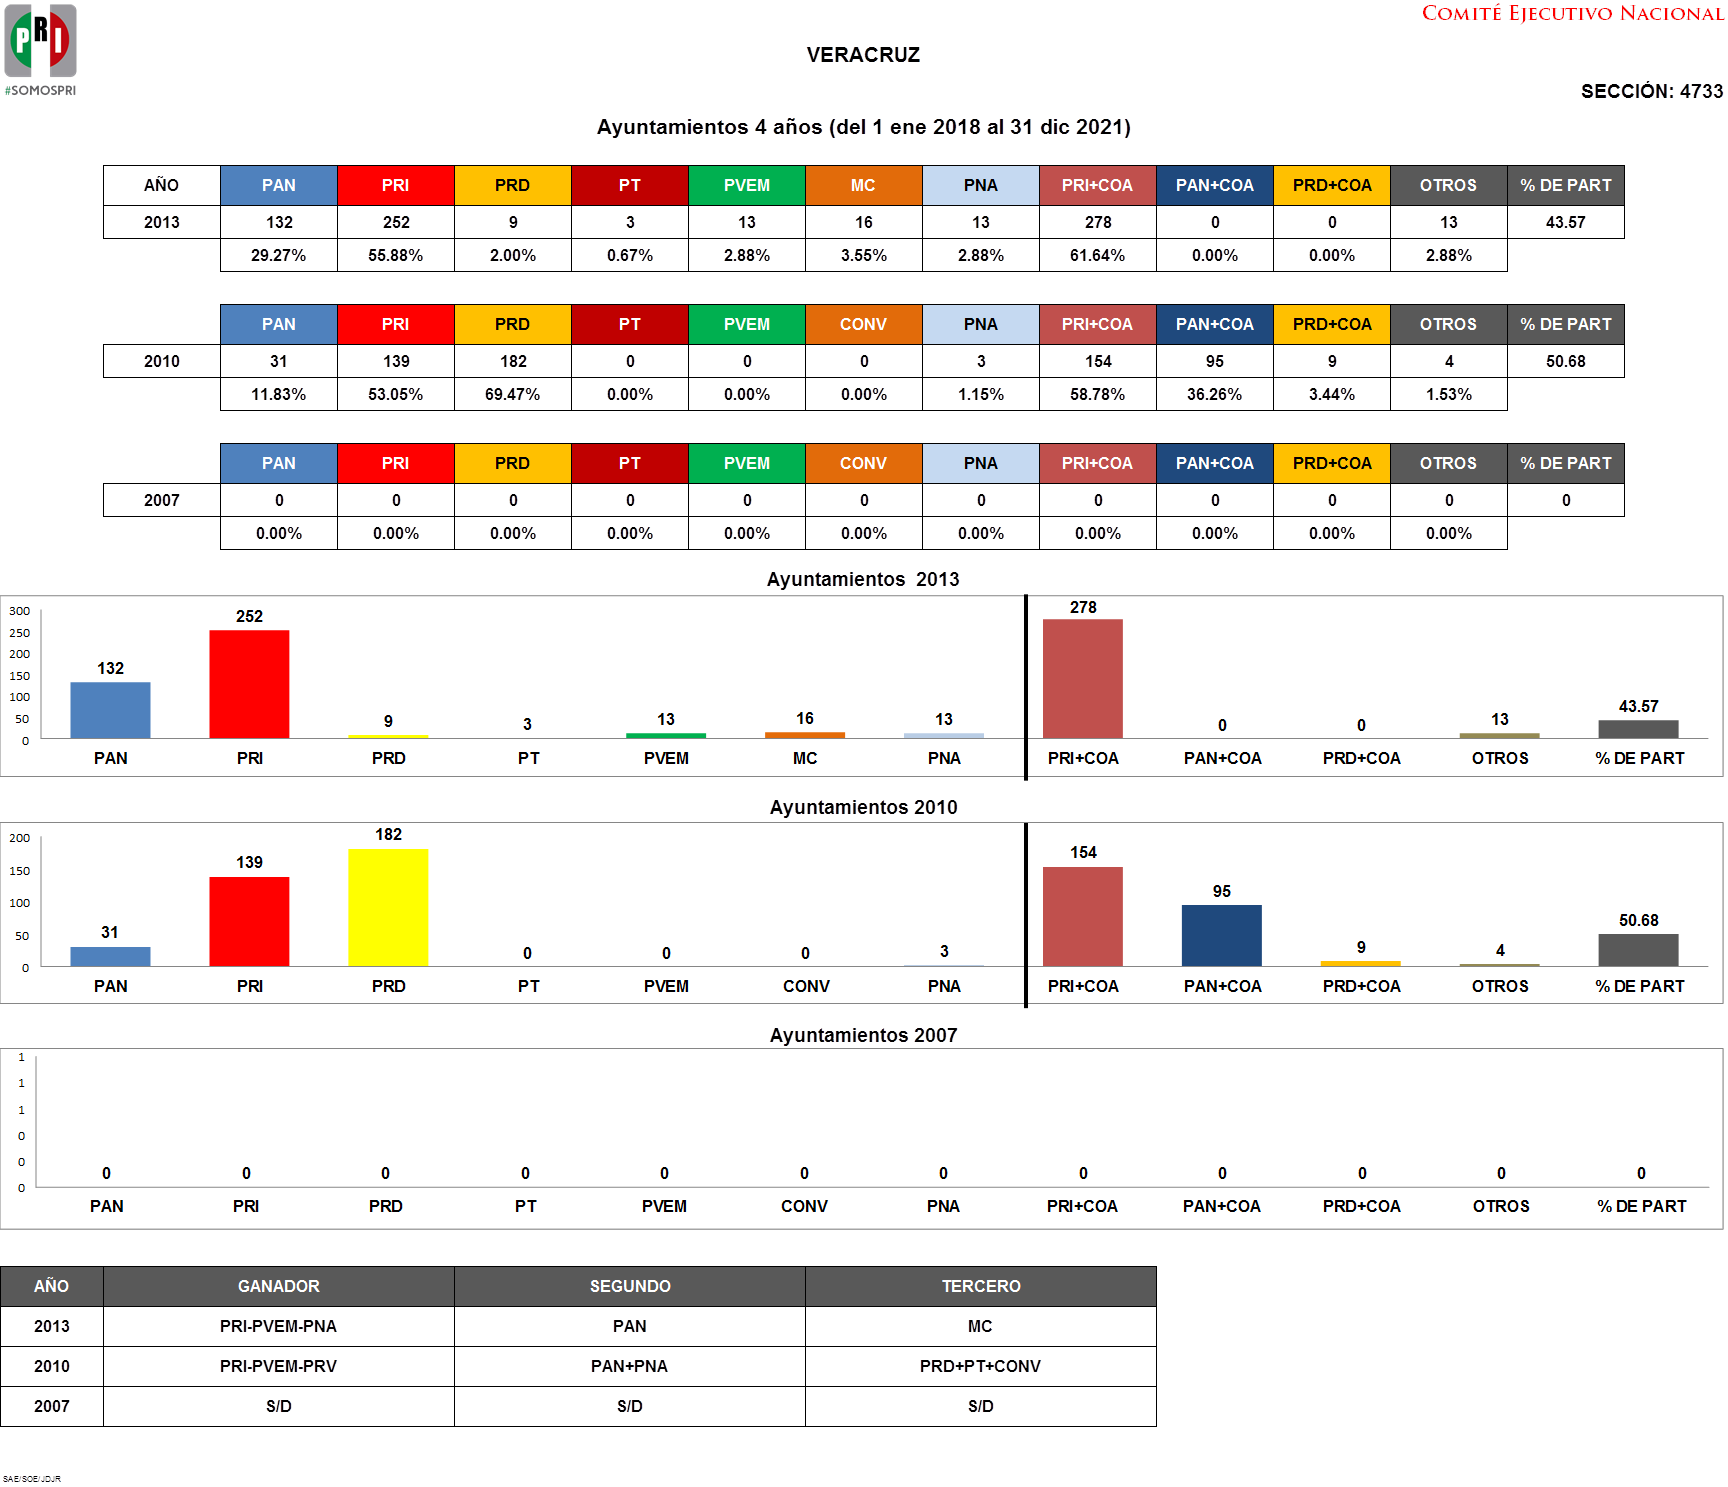 PRI
#SOMOSPRI
COMITÉ EJECUTIVO NACIONAL
VERACRUZ
SECCIÓN: 4733
Ayuntamientos 4 años (del 1 ene 2018 al 31 dic 2021)
AÑO PAN PRI PRD PT PVEM MC PNA PRI+COA PAN+COA PRD+COA OTROS % DE PART
2013 132 252 9 3 13 16 13 278 0 0 13 43.57
29.27% 55.88% 2.00% 0.67% 2.88% 3.55% 2.88% 61.64% 0.00% 0.00% 2.88%
PAN PRI PRD PT PVEM CONV PNA PRI+COA PAN+COA PRD+COA OTROS % DE PART
2010 31 139 182 0 0 0 3 154 95 9 4 50.68
11.83% 53.05% 69.47% 0.00% 0.00% 0.00% 1.15% 58.78% 36.26% 3.44% 1.53%
PAN PRI PRD PT PVEM CONV PNA PRI+COA PAN+COA PRD+COA OTROS % DE PART
2007 0 0 0 0 0 0 0 0 0 0 0 0
0.00% 0.00% 0.00% 0.00% 0.00% 0.00% 0.00% 0.00% 0.00% 0.00% 0.00%
Ayuntamientos 2013
300
250
200
150
100
50
0
132 252 9 3 13 16 13 278 0 0 13 43.57
PAN PRI PRD PT PVEM MC PNA PRI+COA PAN+COA PRD+COA OTROS % DE PART
Ayuntamientos 2010
200
150
100
50
0
31 139 182 0 0 0 3 154 95 9 4 50.68
PAN PRI PRD PT PVEM CONV PNA PRI+COA PAN+COA PRD+COA OTROS % DE PART
Ayuntamientos 2007
1
1
1
0
0
0
0 0 0 0 0 0 0 0 0 0 0 0
PAN PRI PRD PT PVEM CONV PNA PRI+COA PAN+COA PRD+COA OTROS % DE PART
AÑO GANADOR SEGUNDO TERCERO
2013 PRI-PVEM-PNA PAN MC
2010 PRI-PVEM-PRV PAN+PNA PRD+PT+CONV
2007 S/D S/D S/D
SAE/SOE/JDJR